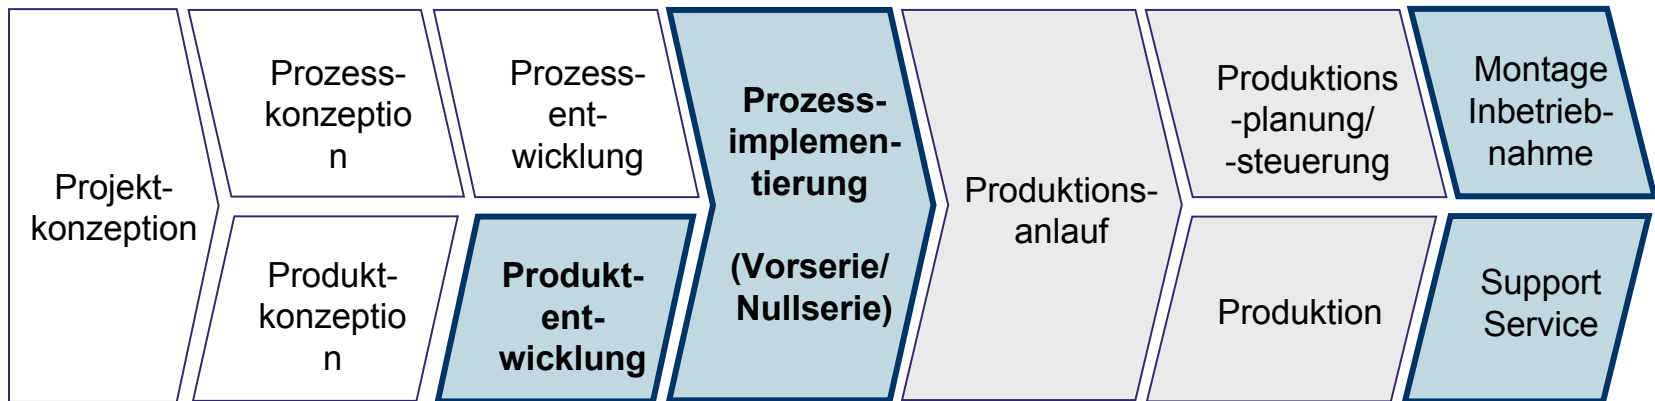 Projekt-
konzeption
Prozess-
konzeptio
n
Produkt-
konzeptio
n
Prozess-
ent-
wicklung
Produkt-
ent-
wicklung
Prozess-
implemen-
tierung
(Vorserie/
Nullserie)
Produktions-
anlauf
Produktions
-planung/
-steuerung
Produktion
Montage
Inbetrieb-
nahme
Support
Service